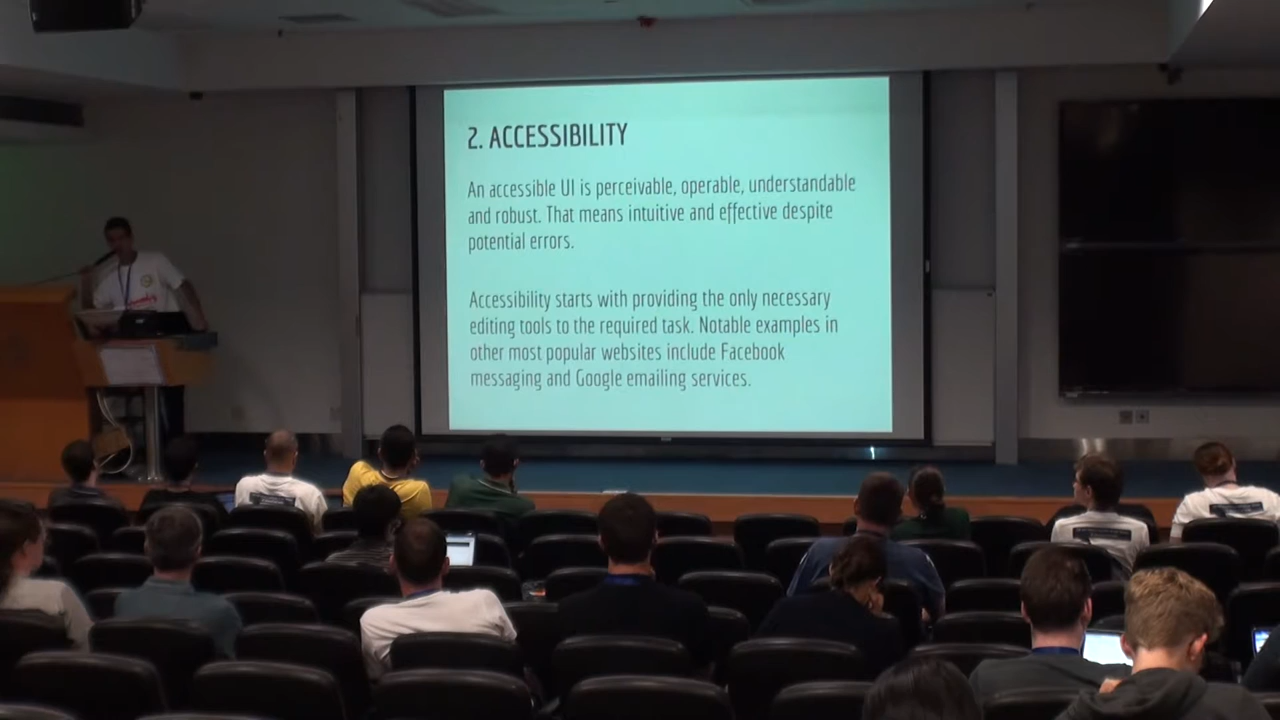 2. ACCESSIBILITY
An accessible UI is perceivable, operable, understandable
and robust. That means intuitive and effective despite
potential errors.
Accessibility starts with providing the only necessary
editing tools to the required task. Notable examples in
other most popular websites include Facebook
messaging and Google emailing services.